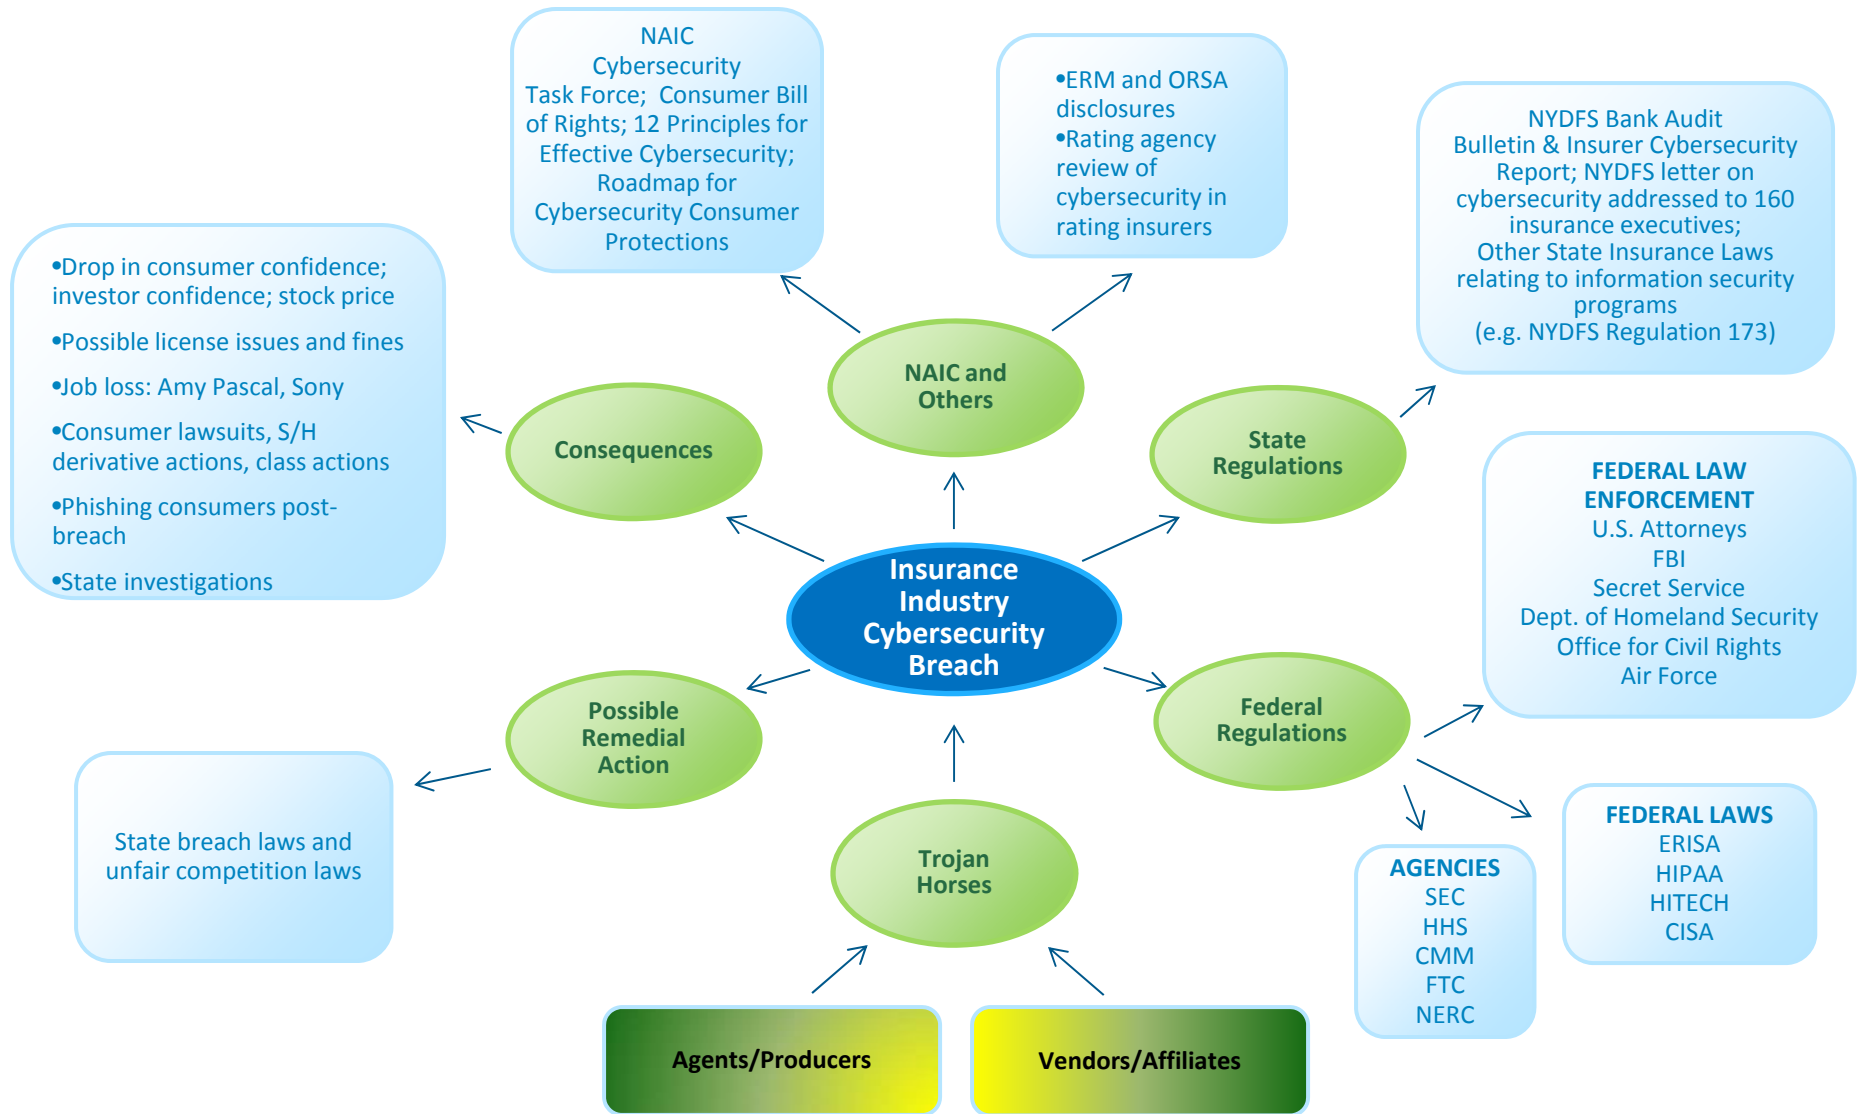 NAIC
Cybersecurity
Task Force;  Consumer Bill
of Rights; 12 Principles for
Effective Cybersecurity;
Roadmap for
Cybersecurity Consumer
Protections
•ERM and ORSA
disclosures
•Rating agency
review of
cybersecurity in
rating insurers
NYDFS Bank Audit
Bulletin & Insurer Cybersecurity
Report; NYDFS letter on
cybersecurity addressed to 160
insurance executives;
Other State Insurance Laws
relating to information security
programs
(e.g. NYDFS Regulation 173)
•Drop in consumer confidence;
investor confidence; stock price
•Possible license issues and fines
•Job loss: Amy Pascal, Sony
•Consumer lawsuits, S/H
derivative actions, class actions
•Phishing consumers post-
breach
•State investigations
NAIC and
Others
Consequences
State
Regulations
FEDERAL LAW
ENFORCEMENT
U.S. Attorneys
FBI
Secret Service
Dept. of Homeland Security
Office for Civil Rights
Air Force
Insurance
Industry
Cybersecurity
Breach
Possible
Remedial
Action
Federal
Regulations
State breach laws and
unfair competition laws
Trojan
Horses
FEDERAL LAWS
ERISA
HIPAA
HITECH
CISA
AGENCIES
SEC
HHS
CMM
FTC
NERC
Agents/Producers
Vendors/Affiliates